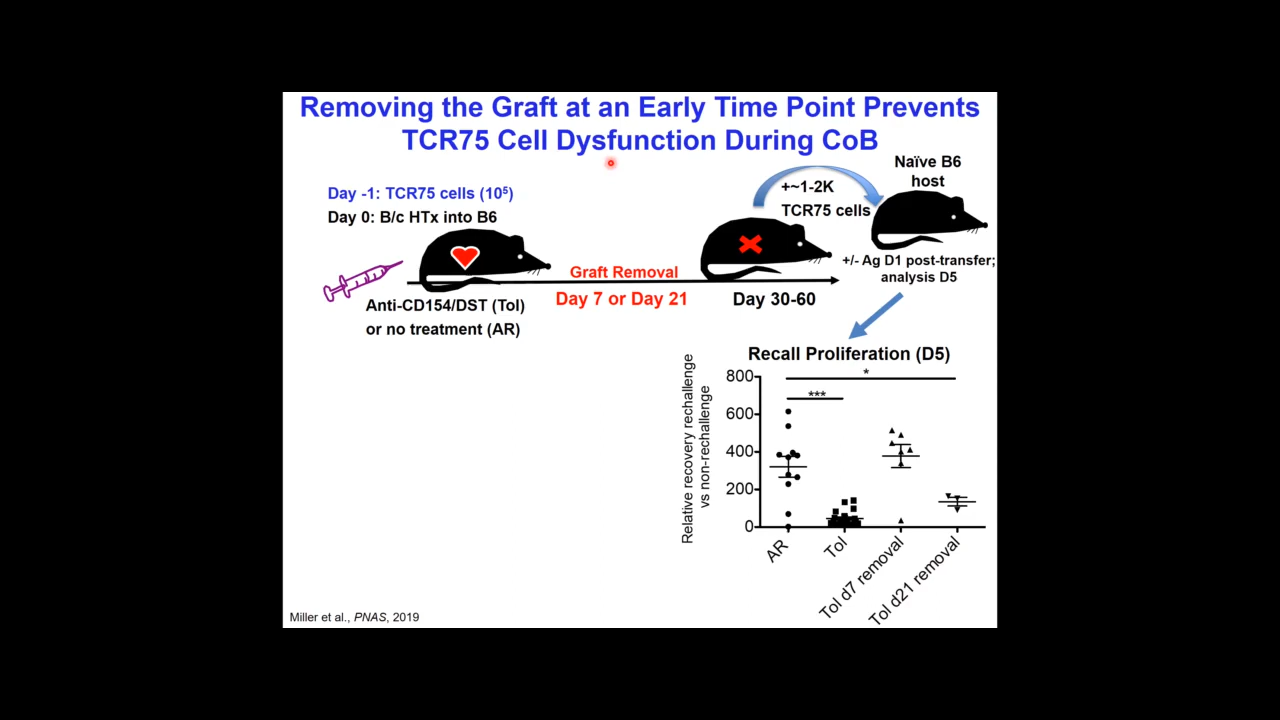 Removing the Graft at an Early Time Point Prevents
TCR75 Cell Dysfunction During CoB
Day -1: TCR75 cells (10⁵)
Day 0: B/c HTx into B6
Anti-CD154/DST (Tol)
or no treatment (AR)
Graft Removal
Day 7 or Day 21
Day 30-60
+~1-2K
TCR75 cells
Naïve B6
host
+/- Ag D1 post-transfer;
analysis D5
Recall Proliferation (D5)
Relative recovery rechallenge
vs non-rechallenge
800
600
400
200
0
***
*
AR
Tol
Tol d7 removal
Tol d21 removal
Miller et al., PNAS, 2019